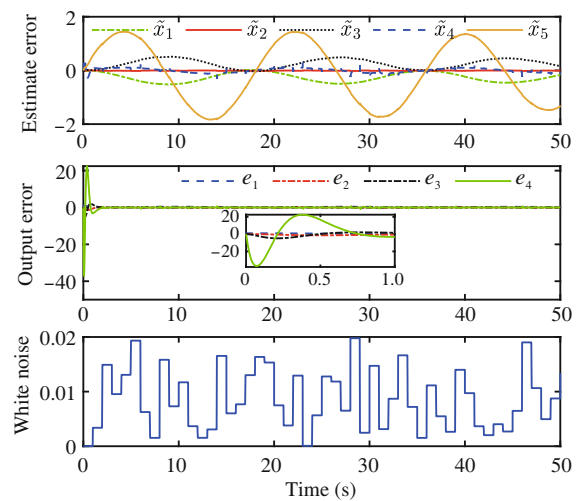 x̃₁ x̃₂ x̃₃ x̃₄ x̃₅
Estimate error
2
0
−2
0 10 20 30 40 50
e₁ e₂ e₃ e₄
Output error
20
0
−20
−40
20
0
−20
0 0.5 1.0
0 10 20 30 40 50
White noise
0.02
0.01
0
0 10 20 30 40 50
Time (s)